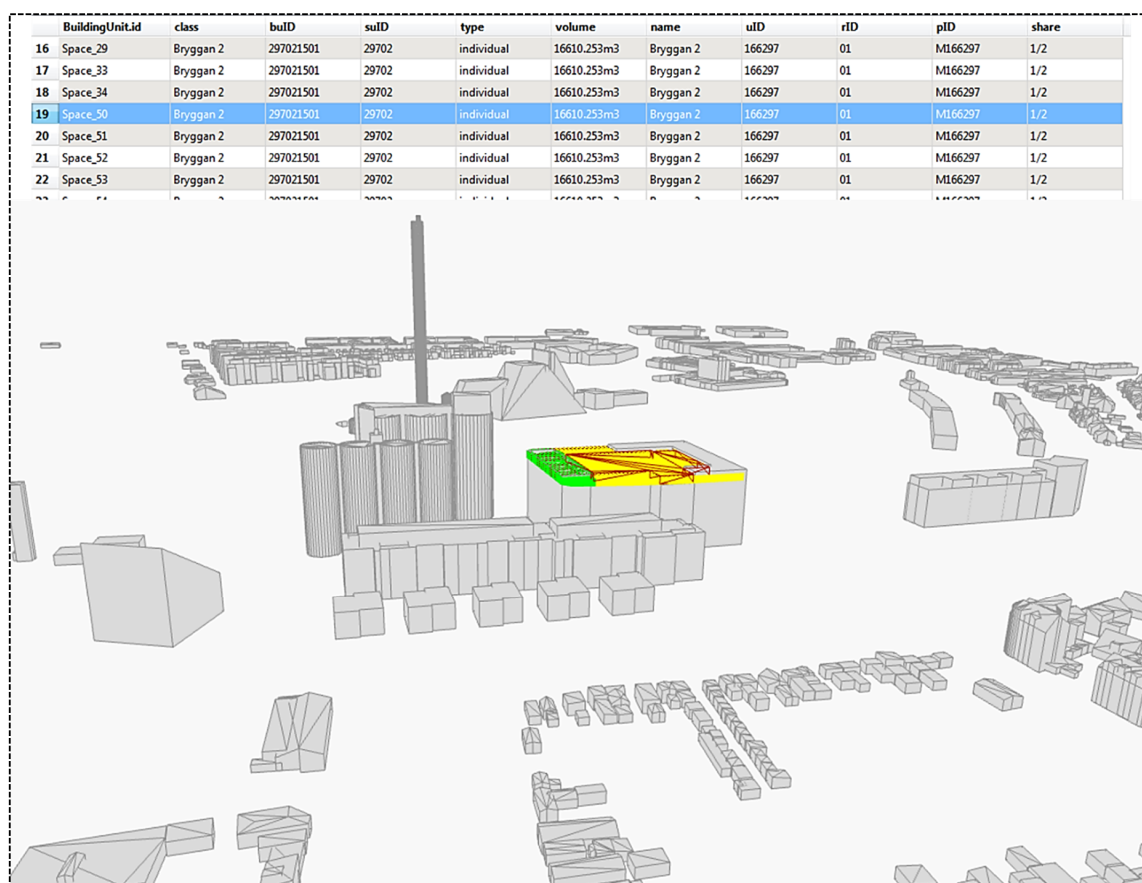 BuildingUnit.id class buID suID type volume name uID rID pID share
16 Space_29 Bryggan 2 297021501 29702 individual 16610.253m3 Bryggan 2 166297 01 M166297 1/2
17 Space_33 Bryggan 2 297021501 29702 individual 16610.253m3 Bryggan 2 166297 01 M166297 1/2
18 Space_34 Bryggan 2 297021501 29702 individual 16610.253m3 Bryggan 2 166297 01 M166297 1/2
19 Space_50 Bryggan 2 297021501 29702 individual 16610.253m3 Bryggan 2 166297 01 M166297 1/2
20 Space_51 Bryggan 2 297021501 29702 individual 16610.253m3 Bryggan 2 166297 01 M166297 1/2
21 Space_52 Bryggan 2 297021501 29702 individual 16610.253m3 Bryggan 2 166297 01 M166297 1/2
22 Space_53 Bryggan 2 297021501 29702 individual 16610.253m3 Bryggan 2 166297 01 M166297 1/2